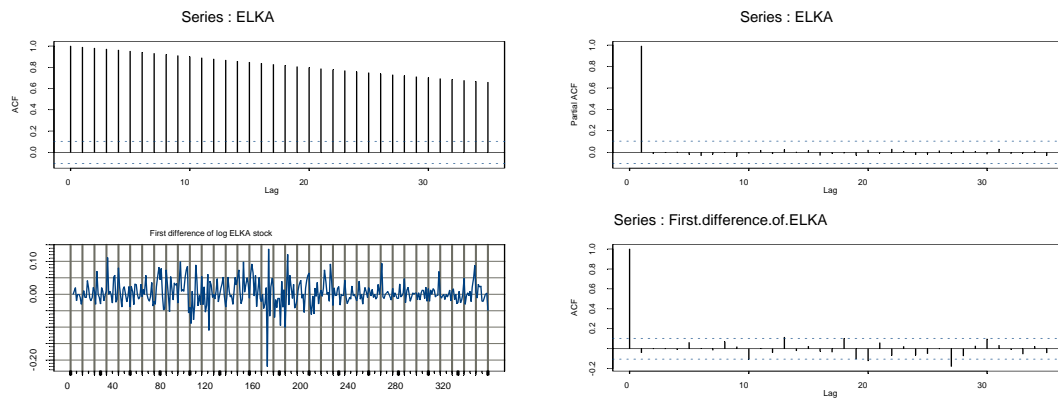 Series : ELKA
ACF
1.0
0.8
0.6
0.4
0.2
0.0
0 10 20 30
Lag
Series : ELKA
Partial ACF
1.0
0.8
0.6
0.4
0.2
0.0
0 10 20 30
Lag
First difference of log ELKA stock
0.10
0.00
-0.20
0 40 80 120 160 200 240 280 320
Series : First.difference.of.ELKA
ACF
1.0
0.8
0.6
0.4
0.2
0.0
-0.2
0 10 20 30
Lag